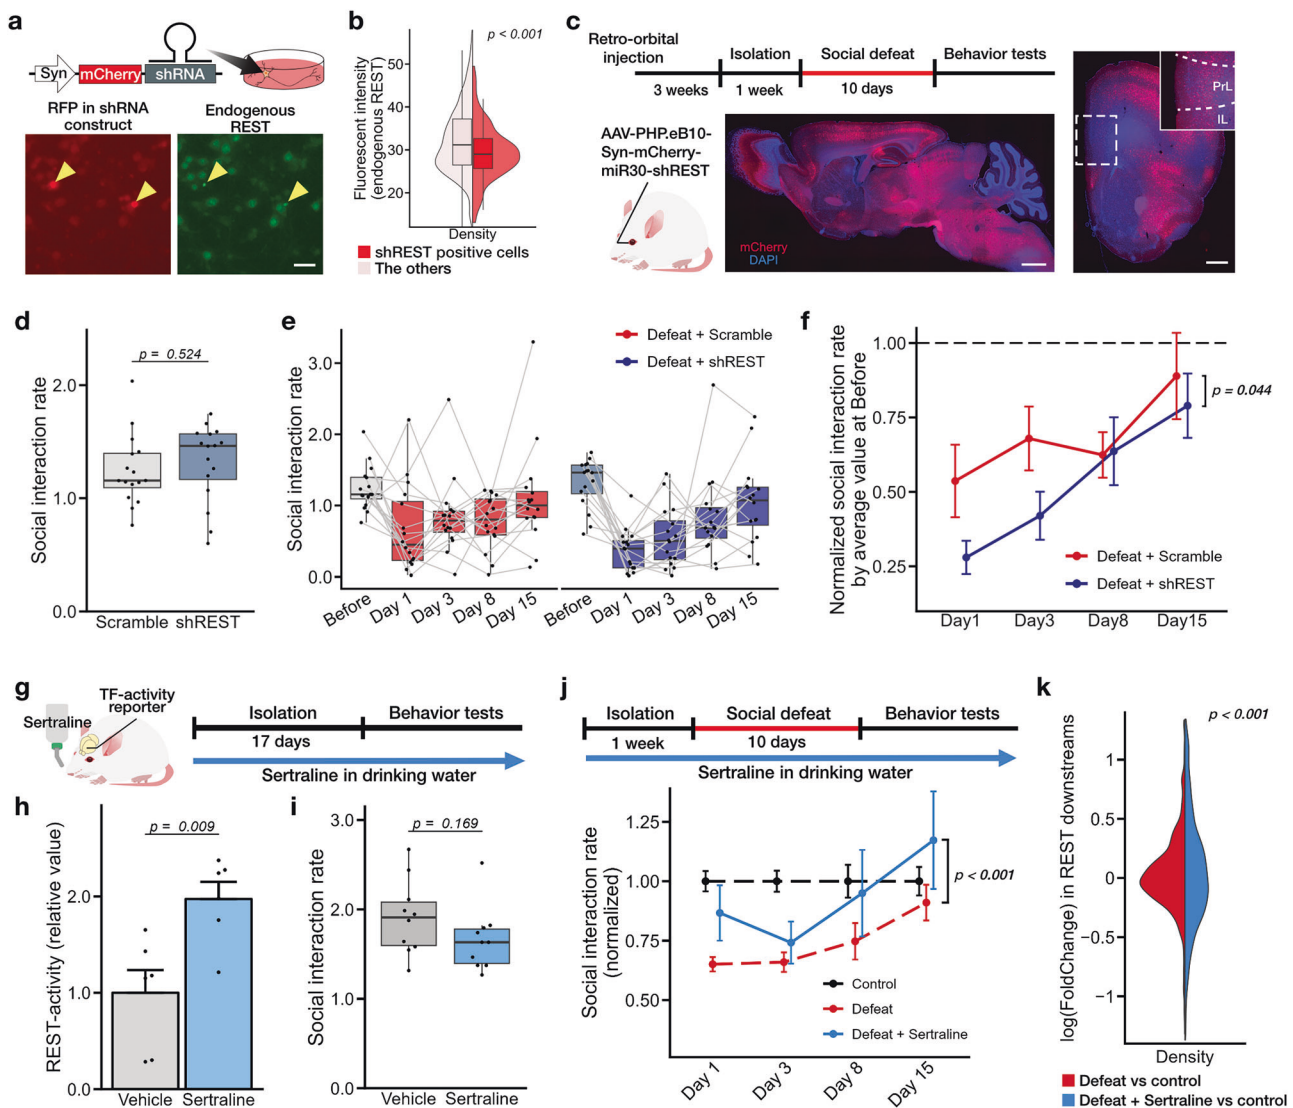 a
Syn
mCherry
shRNA
RFP in shRNA
construct
Endogenous
REST
b
p < 0.001
Fluorescent intensity
(endogenous REST)
50
40
30
20
Density
shREST positive cells
The others
c
Retro-orbital
injection
Isolation
Social defeat
Behavior tests
3 weeks
1 week
10 days
AAV-PHP.eB10-
Syn-mCherry-
miR30-shREST
mCherry
DAPI
PrL
IL
d
Social interaction rate
p = 0.524
2.0
1.0
0.0
Scramble
shREST
e
Social interaction rate
Defeat + Scramble
Defeat + shREST
3.0
2.0
1.0
0.0
Before
Day 1
Day 3
Day 8
Day 15
Before
Day 1
Day 3
Day 8
Day 15
f
Normalized social interaction rate
by average value at Before
1.00
0.75
0.50
0.25
p = 0.044
Defeat + Scramble
Defeat + shREST
Day1
Day3
Day8
Day15
g
TF-activity
reporter
Sertraline
Isolation
Behavior tests
17 days
Sertraline in drinking water
h
REST-activity (relative value)
p = 0.009
2.0
1.0
0.0
Vehicle
Sertraline
i
Social interaction rate
p = 0.169
3.0
2.0
1.0
0.0
Vehicle
Sertraline
j
Isolation
Social defeat
Behavior tests
1 week
10 days
Sertraline in drinking water
Social interaction rate
(normalized)
1.25
1.00
0.75
0.50
p < 0.001
Control
Defeat
Defeat + Sertraline
Day 1
Day 3
Day 8
Day 15
k
p < 0.001
log(FoldChange) in REST downstreams
1
0.5
0
−0.5
−1
Density
Defeat vs control
Defeat + Sertraline vs control